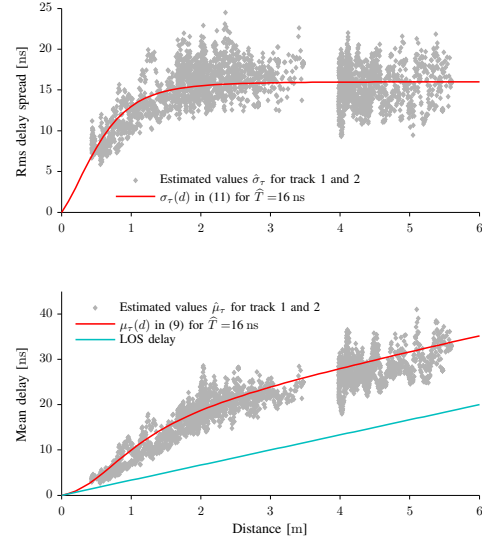 25
20
15
10
5
0
Rms delay spread [ns]
Estimated values σ̂τ for track 1 and 2
στ(d) in (11) for T̂ =16 ns
0 1 2 3 4 5 6
40
30
20
10
0
Mean delay [ns]
Estimated values μ̂τ for track 1 and 2
μτ(d) in (9) for T̂ =16 ns
LOS delay
0 1 2 3 4 5 6
Distance [m]